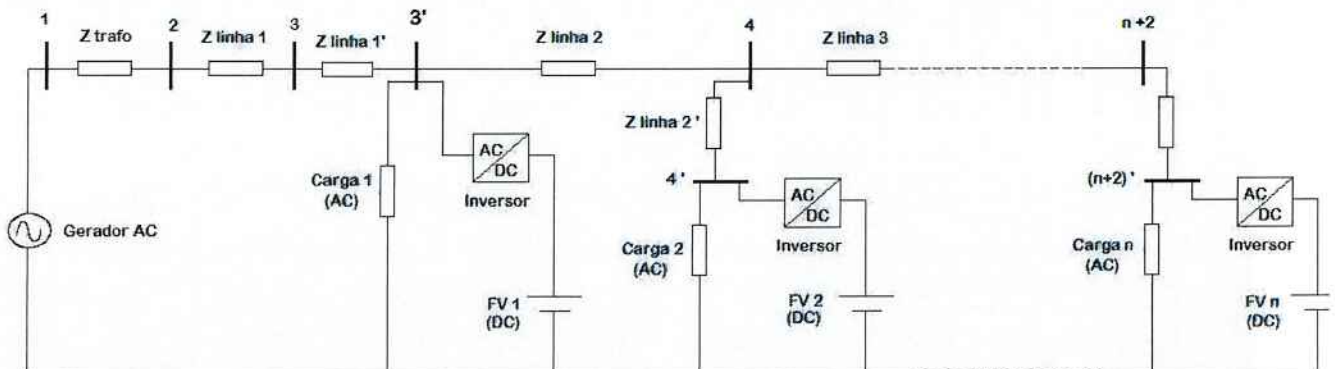 1
Z trafo
2
Z linha 1
3
Z linha 1'
3'
Z linha 2
4
Z linha 3
n +2
Z linha 2 '
AC
DC
Inversor
Carga 1
(AC)
4 '
AC
DC
Inversor
(n+2) '
AC
DC
Inversor
Gerador AC
Carga 2
(AC)
Carga n
(AC)
FV 1
(DC)
FV 2
(DC)
FV n
(DC)